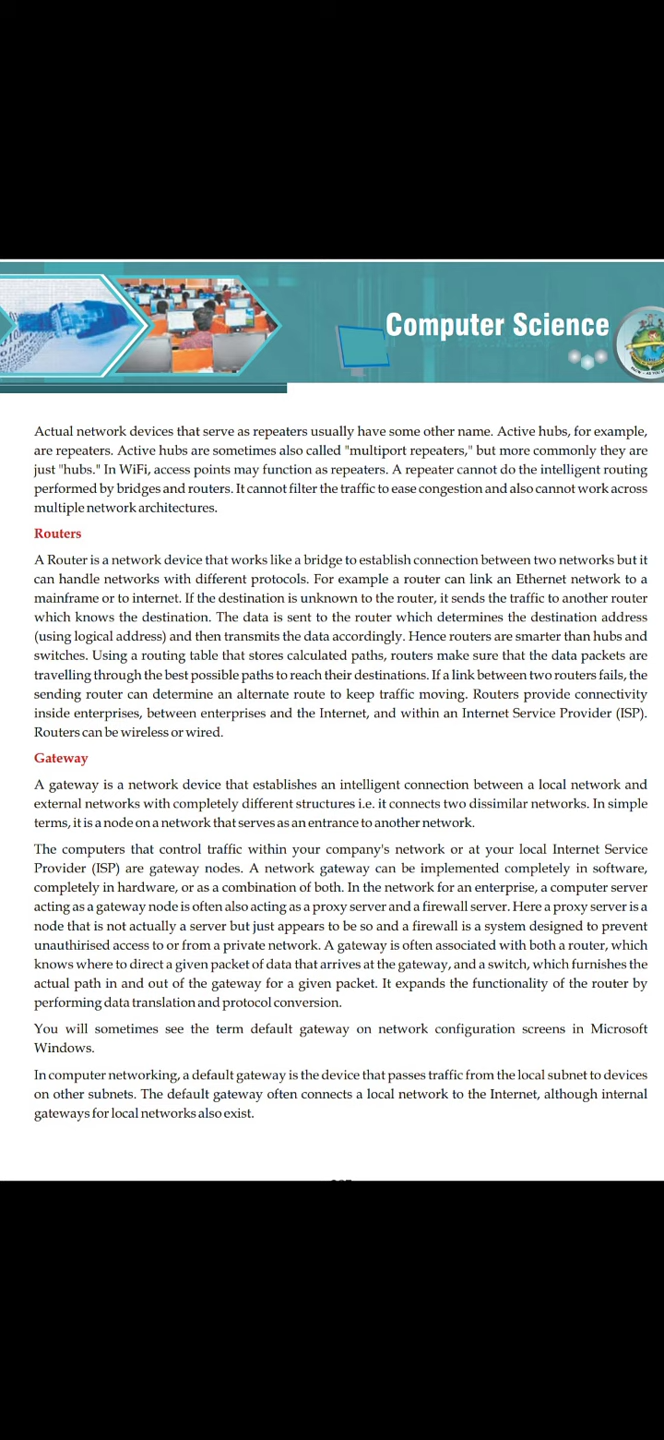 Computer Science
Actual network devices that serve as repeaters usually have some other name. Active hubs, for example,
are repeaters. Active hubs are sometimes also called "multiport repeaters," but more commonly they are
just "hubs." In WiFi, access points may function as repeaters. A repeater cannot do the intelligent routing
performed by bridges and routers. It cannot filter the traffic to ease congestion and also cannot work across
multiple network architectures.
Routers
A Router is a network device that works like a bridge to establish connection between two networks but it
can handle networks with different protocols. For example a router can link an Ethernet network to a
mainframe or to internet. If the destination is unknown to the router, it sends the traffic to another router
which knows the destination. The data is sent to the router which determines the destination address
(using logical address) and then transmits the data accordingly. Hence routers are smarter than hubs and
switches. Using a routing table that stores calculated paths, routers make sure that the data packets are
travelling through the best possible paths to reach their destinations. If a link between two routers fails, the
sending router can determine an alternate route to keep traffic moving. Routers provide connectivity
inside enterprises, between enterprises and the Internet, and within an Internet Service Provider (ISP).
Routers can be wireless or wired.
Gateway
A gateway is a network device that establishes an intelligent connection between a local network and
external networks with completely different structures i.e. it connects two dissimilar networks. In simple
terms, it is a node on a network that serves as an entrance to another network.
The computers that control traffic within your company's network or at your local Internet Service
Provider (ISP) are gateway nodes. A network gateway can be implemented completely in software,
completely in hardware, or as a combination of both. In the network for an enterprise, a computer server
acting as a gateway node is often also acting as a proxy server and a firewall server. Here a proxy server is a
node that is not actually a server but just appears to be so and a firewall is a system designed to prevent
unauthirised access to or from a private network. A gateway is often associated with both a router, which
knows where to direct a given packet of data that arrives at the gateway, and a switch, which furnishes the
actual path in and out of the gateway for a given packet. It expands the functionality of the router by
performing data translation and protocol conversion.
You will sometimes see the term default gateway on network configuration screens in Microsoft
Windows.
In computer networking, a default gateway is the device that passes traffic from the local subnet to devices
on other subnets. The default gateway often connects a local network to the Internet, although internal
gateways for local networks also exist.